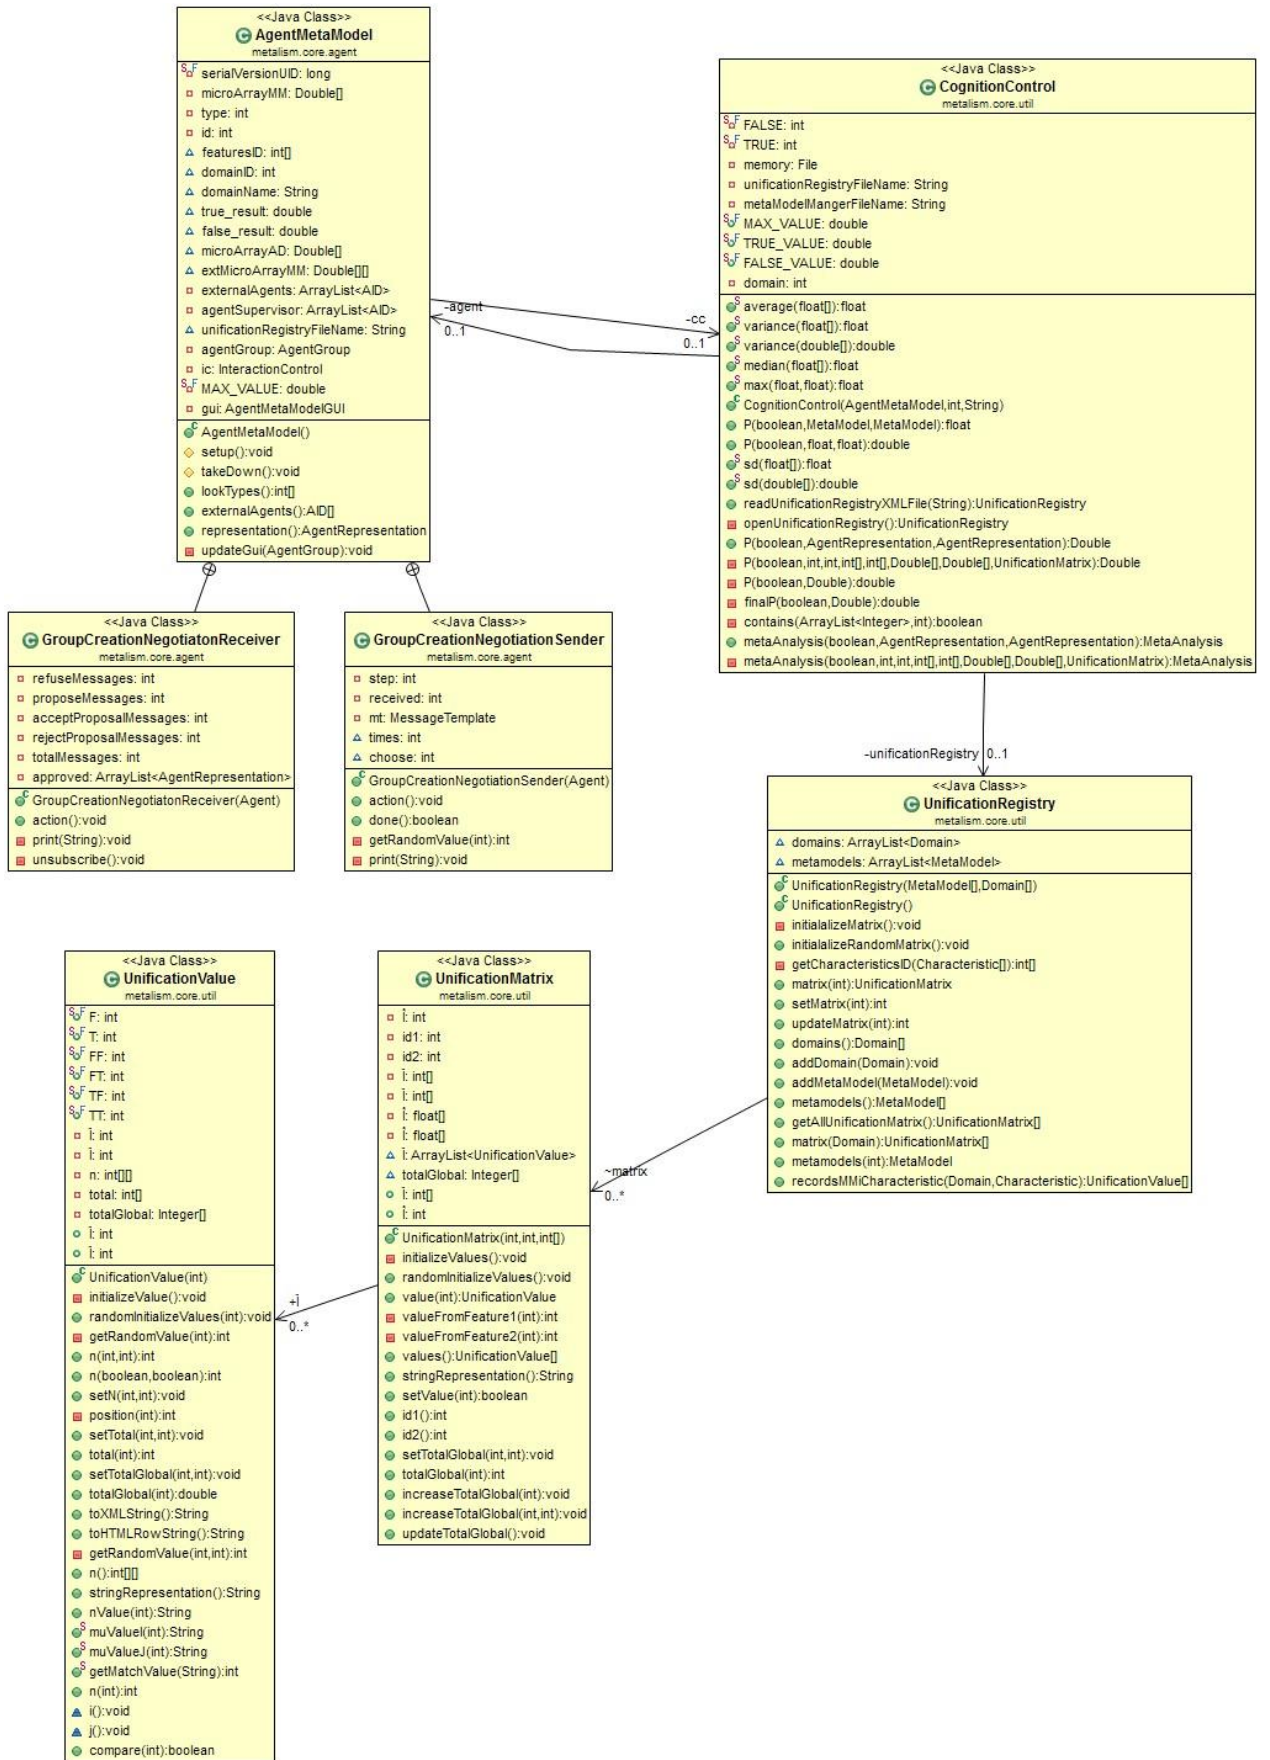 <<Java Class>>
AgentMetaModel
metalism.core.agent
serialVersionUID: long
microArrayMM: Double[]
type: int
id: int
featuresID: int[]
domainID: int
domainName: String
true_result: double
false_result: double
microArrayAD: Double[]
extMicroArrayMM: Double[][]
externalAgents: ArrayList<AID>
agentSupervisor: ArrayList<AID>
unificationRegistryFileName: String
agentGroup: AgentGroup
ic: InteractionControl
MAX_VALUE: double
gui: AgentMetaModelGUI
AgentMetaModel()
setup():void
takeDown():void
lookTypes():int[]
externalAgents():AID[]
representation():AgentRepresentation
updateGui(AgentGroup):void
<<Java Class>>
CognitionControl
metalism.core.util
FALSE: int
TRUE: int
memory: File
unificationRegistryFileName: String
metaModelMangerFileName: String
MAX_VALUE: double
TRUE_VALUE: double
FALSE_VALUE: double
domain: int
average(float[]):float
variance(float[]):float
variance(double[]):double
median(float[]):float
max(float,float):float
CognitionControl(AgentMetaModel,int,String)
P(boolean,MetaModel,MetaModel):float
P(boolean,float,float):double
sd(float[]):float
sd(double[]):double
readUnificationRegistryXMLFile(String):UnificationRegistry
openUnificationRegistry():UnificationRegistry
P(boolean,AgentRepresentation,AgentRepresentation):Double
P(boolean,int,int,int[],int[],Double[],Double[],UnificationMatrix):Double
P(boolean,Double):double
finalP(boolean,Double):double
contains(ArrayList<Integer>,int):boolean
metaAnalysis(boolean,AgentRepresentation,AgentRepresentation):MetaAnalysis
metaAnalysis(boolean,int,int,int[],int[],Double[],Double[],UnificationMatrix):MetaAnalysis
-agent
0..1
-cc
0..1
<<Java Class>>
GroupCreationNegotiatonReceiver
metalism.core.agent
refuseMessages: int
proposeMessages: int
acceptProposalMessages: int
rejectProposalMessages: int
totalMessages: int
approved: ArrayList<AgentRepresentation>
GroupCreationNegotiatonReceiver(Agent)
action():void
print(String):void
unsubscribe():void
<<Java Class>>
GroupCreationNegotiationSender
metalism.core.agent
step: int
received: int
mt: MessageTemplate
times: int
choose: int
GroupCreationNegotiationSender(Agent)
action():void
done():boolean
getRandomValue(int):int
print(String):void
-unificationRegistry
0..1
<<Java Class>>
UnificationRegistry
metalism.core.util
domains: ArrayList<Domain>
metamodels: ArrayList<MetaModel>
UnificationRegistry(MetaModel[],Domain[])
UnificationRegistry()
initialalizeMatrix():void
initialalizeRandomMatrix():void
getCharacteristicsID(Characteristic[]):int[]
matrix(int):UnificationMatrix
setMatrix(int):int
updateMatrix(int):int
domains():Domain[]
addDomain(Domain):void
addMetaModel(MetaModel):void
metamodels():MetaModel[]
getAllUnificationMatrix():UnificationMatrix[]
matrix(Domain):UnificationMatrix[]
metamodels(int):MetaModel
recordsMMiCharacteristic(Domain,Characteristic):UnificationValue[]
~matrix
0..*
<<Java Class>>
UnificationValue
metalism.core.util
F: int
T: int
FF: int
FT: int
TF: int
TT: int
: int
: int
n: int[][]
total: int[]
totalGlobal: Integer[]
: int
: int
UnificationValue(int)
initializeValue():void
randomInitializeValues(int):void
getRandomValue(int):int
n(int,int):int
n(boolean,boolean):int
setN(int,int):void
position(int):int
setTotal(int,int):void
total(int):int
setTotalGlobal(int,int):void
totalGlobal(int):double
toXMLString():String
toHTMLRowString():String
getRandomValue(int,int):int
n():int[][]
stringRepresentation():String
nValue(int):String
muValueI(int):String
muValueJ(int):String
getMatchValue(String):int
n(int):int
i():void
j():void
compare(int):boolean
<<Java Class>>
UnificationMatrix
metalism.core.util
: int
id1: int
id2: int
: int[]
: int[]
: float[]
: float[]
: ArrayList<UnificationValue>
totalGlobal: Integer[]
: int[]
: int
UnificationMatrix(int,int,int[])
initializeValues():void
randomInitializeValues():void
value(int):UnificationValue
valueFromFeature1(int):int
valueFromFeature2(int):int
values():UnificationValue[]
stringRepresentation():String
setValue(int):boolean
id1():int
id2():int
setTotalGlobal(int,int):void
totalGlobal(int):int
increaseTotalGlobal(int):void
increaseTotalGlobal(int,int):void
updateTotalGlobal():void
0..*